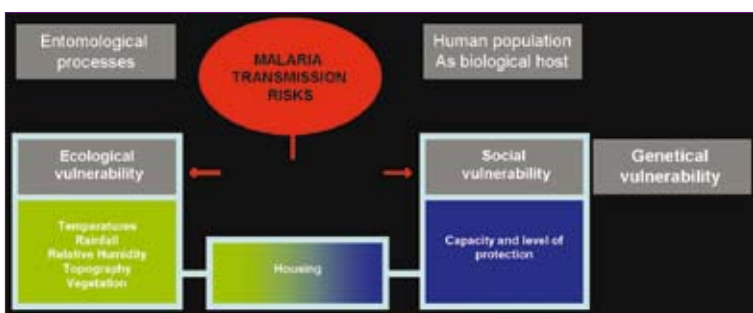 Entomological
processes
MALARIA
TRANSMISSION
RISKS
Human population
As biological host
Ecological
vulnerability
Social
vulnerability
Genetical
vulnerability
Temperatures
Rainfall
Relative Humidity
Topography
Vegetation
Housing
Capacity and level of
protection